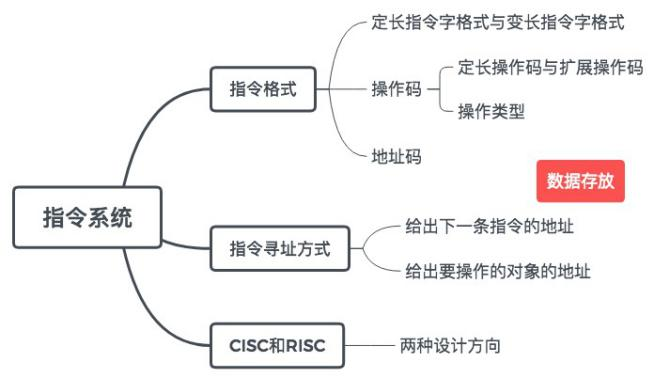 指令系统
指令格式
定长指令字格式与变长指令字格式
操作码
定长操作码与扩展操作码
操作类型
地址码
数据存放
指令寻址方式
给出下一条指令的地址
给出要操作的对象的地址
CISC和RISC
两种设计方向